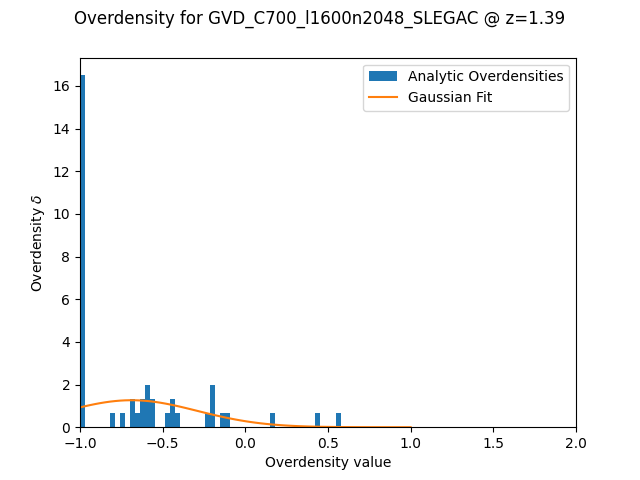 Overdensity for GVD_C700_l1600n2048_SLEGAC @ z=1.39
Analytic Overdensities
Gaussian Fit
Overdensity δ
16
14
12
10
8
6
4
2
0
−1.0 −0.5 0.0 0.5 1.0 1.5 2.0
Overdensity value